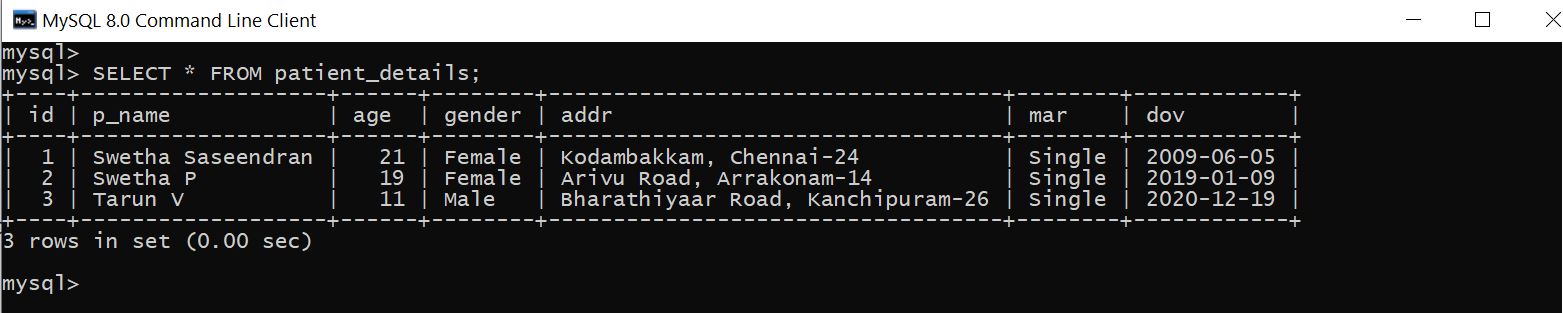 MySQL 8.0 Command Line Client
mysql>
mysql> SELECT * FROM patient_details;
+----+-------------------+------+--------+-----------------------------------+--------+------------+
| id | p_name            | age  | gender | addr                              | mar    | dov        |
+----+-------------------+------+--------+-----------------------------------+--------+------------+
|  1 | Swetha Saseendran |   21 | Female | Kodambakkam, Chennai-24           | Single | 2009-06-05 |
|  2 | Swetha P          |   19 | Female | Arivu Road, Arrakonam-14          | Single | 2019-01-09 |
|  3 | Tarun V           |   11 | Male   | Bharathiyaar Road, Kanchipuram-26 | Single | 2020-12-19 |
+----+-------------------+------+--------+-----------------------------------+--------+------------+
3 rows in set (0.00 sec)
mysql>